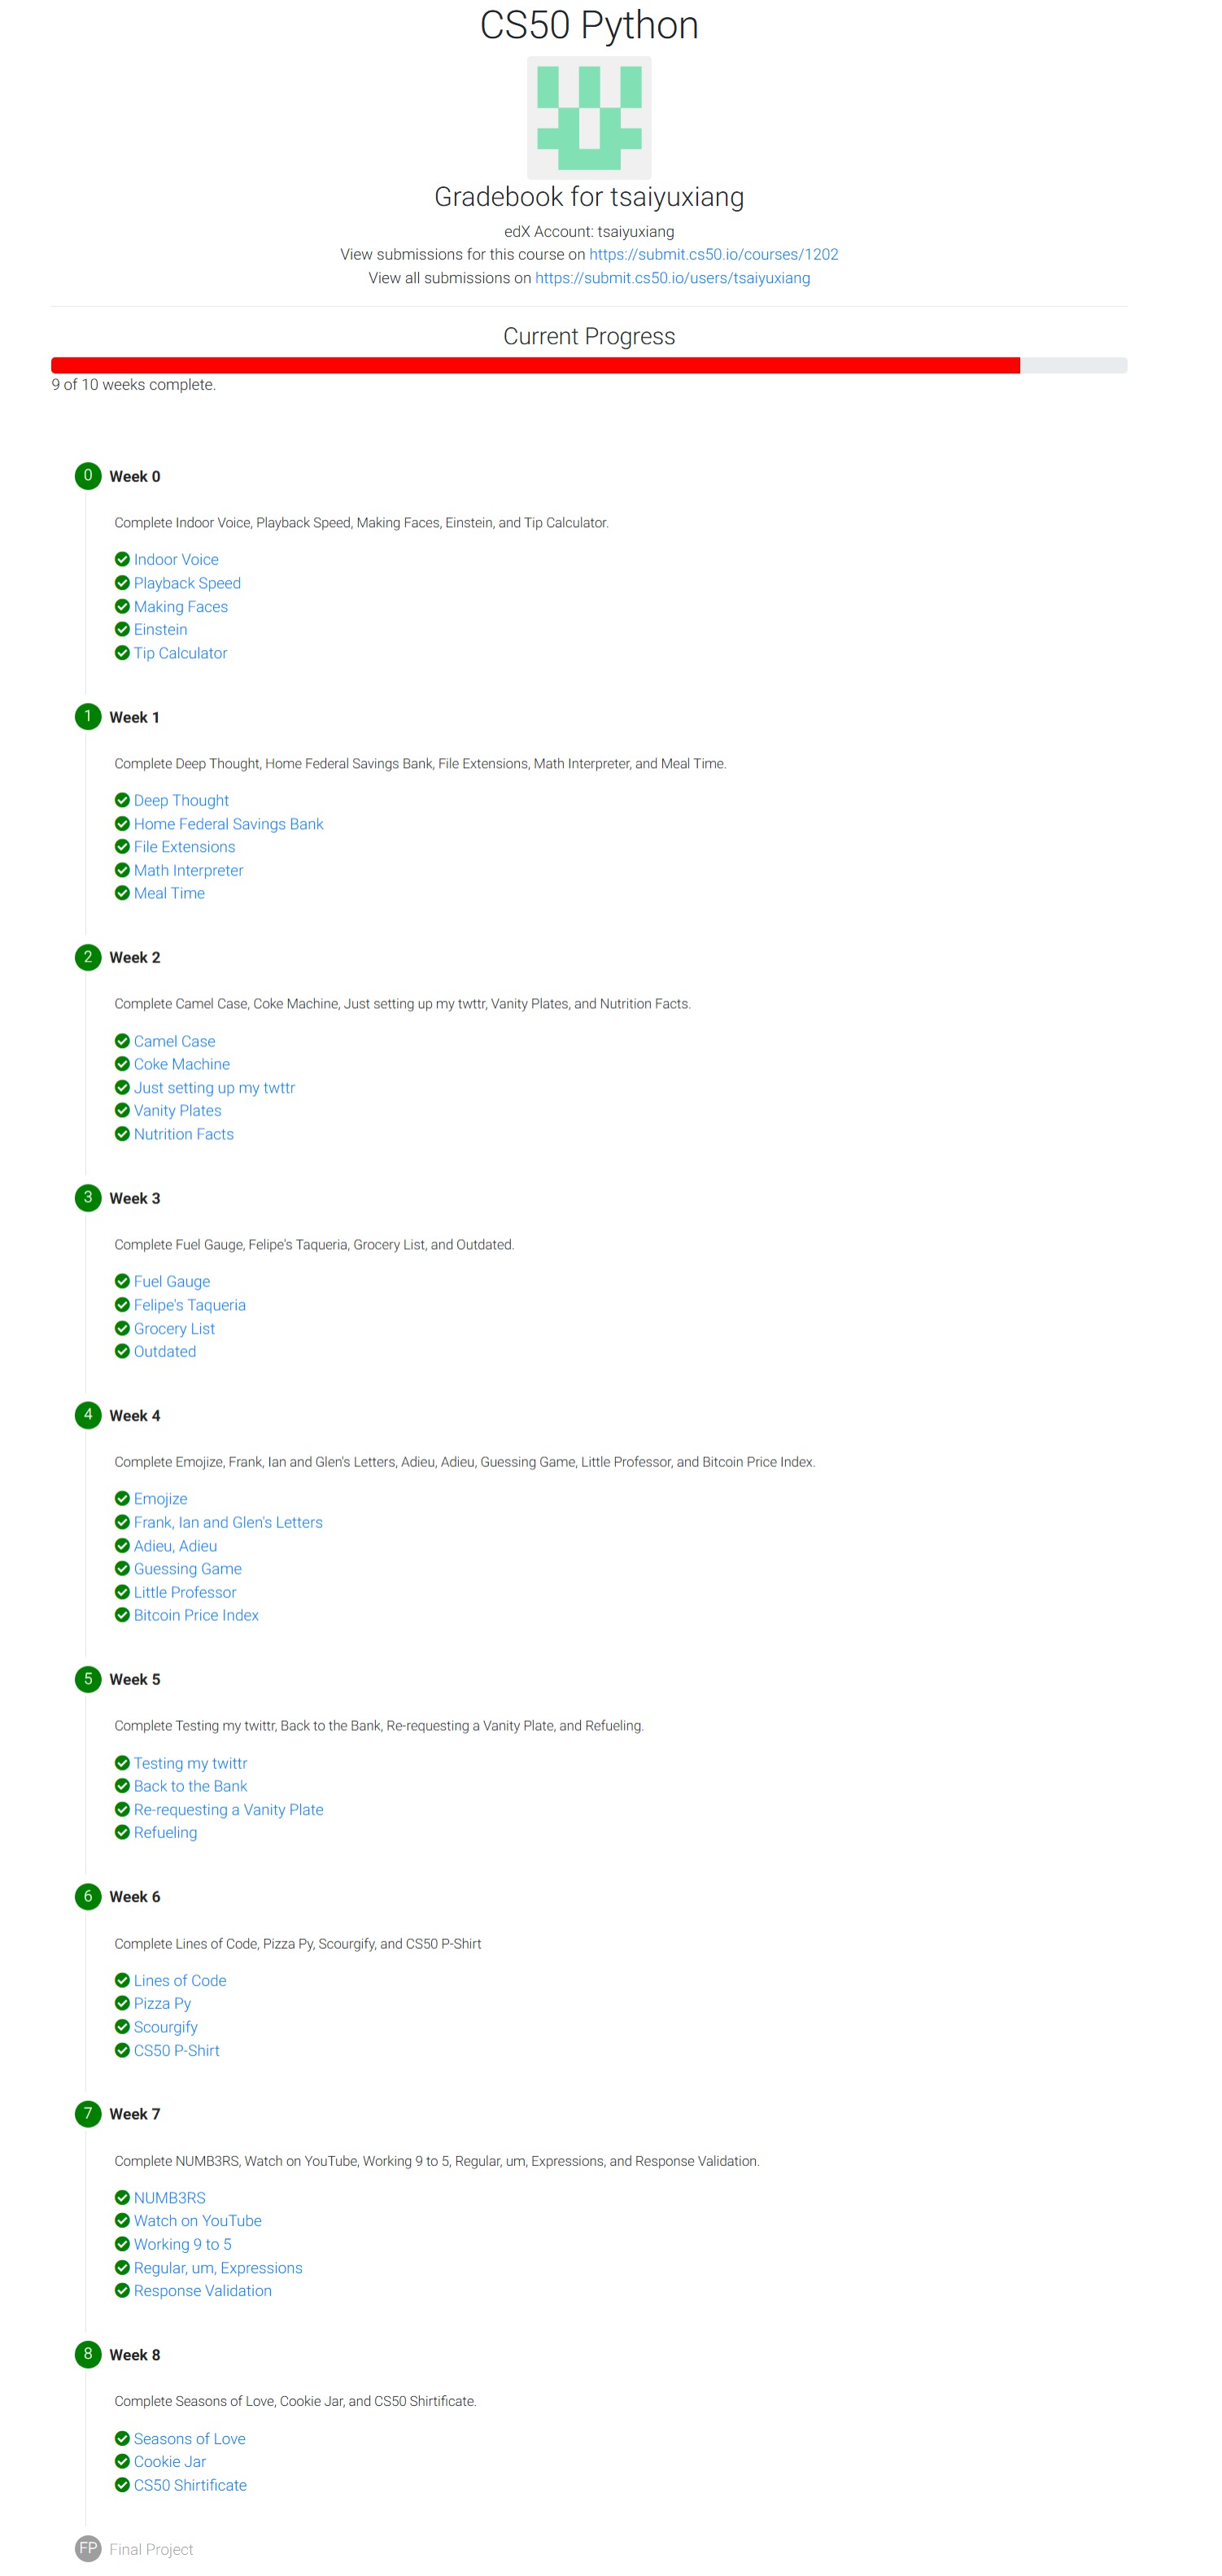 CS50 Python
Gradebook for tsaiyuxiang
edX Account: tsaiyuxiang
View submissions for this course on https://submit.cs50.io/courses/1202
View all submissions on https://submit.cs50.io/users/tsaiyuxiang
Current Progress
9 of 10 weeks complete.
0 Week 0
Complete Indoor Voice, Playback Speed, Making Faces, Einstein, and Tip Calculator.
Indoor Voice
Playback Speed
Making Faces
Einstein
Tip Calculator
1 Week 1
Complete Deep Thought, Home Federal Savings Bank, File Extensions, Math Interpreter, and Meal Time.
Deep Thought
Home Federal Savings Bank
File Extensions
Math Interpreter
Meal Time
2 Week 2
Complete Camel Case, Coke Machine, Just setting up my twttr, Vanity Plates, and Nutrition Facts.
Camel Case
Coke Machine
Just setting up my twttr
Vanity Plates
Nutrition Facts
3 Week 3
Complete Fuel Gauge, Felipe's Taqueria, Grocery List, and Outdated.
Fuel Gauge
Felipe's Taqueria
Grocery List
Outdated
4 Week 4
Complete Emojize, Frank, Ian and Glen's Letters, Adieu, Adieu, Guessing Game, Little Professor, and Bitcoin Price Index.
Emojize
Frank, Ian and Glen's Letters
Adieu, Adieu
Guessing Game
Little Professor
Bitcoin Price Index
5 Week 5
Complete Testing my twittr, Back to the Bank, Re-requesting a Vanity Plate, and Refueling.
Testing my twittr
Back to the Bank
Re-requesting a Vanity Plate
Refueling
6 Week 6
Complete Lines of Code, Pizza Py, Scourgify, and CS50 P-Shirt
Lines of Code
Pizza Py
Scourgify
CS50 P-Shirt
7 Week 7
Complete NUMB3RS, Watch on YouTube, Working 9 to 5, Regular, um, Expressions, and Response Validation.
NUMB3RS
Watch on YouTube
Working 9 to 5
Regular, um, Expressions
Response Validation
8 Week 8
Complete Seasons of Love, Cookie Jar, and CS50 Shirtificate.
Seasons of Love
Cookie Jar
CS50 Shirtificate
FP Final Project